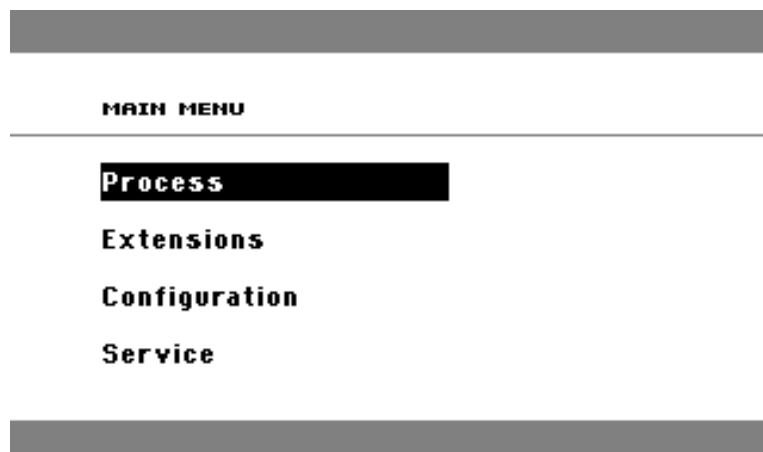 MAIN MENU
Process
Extensions
Configuration
Service